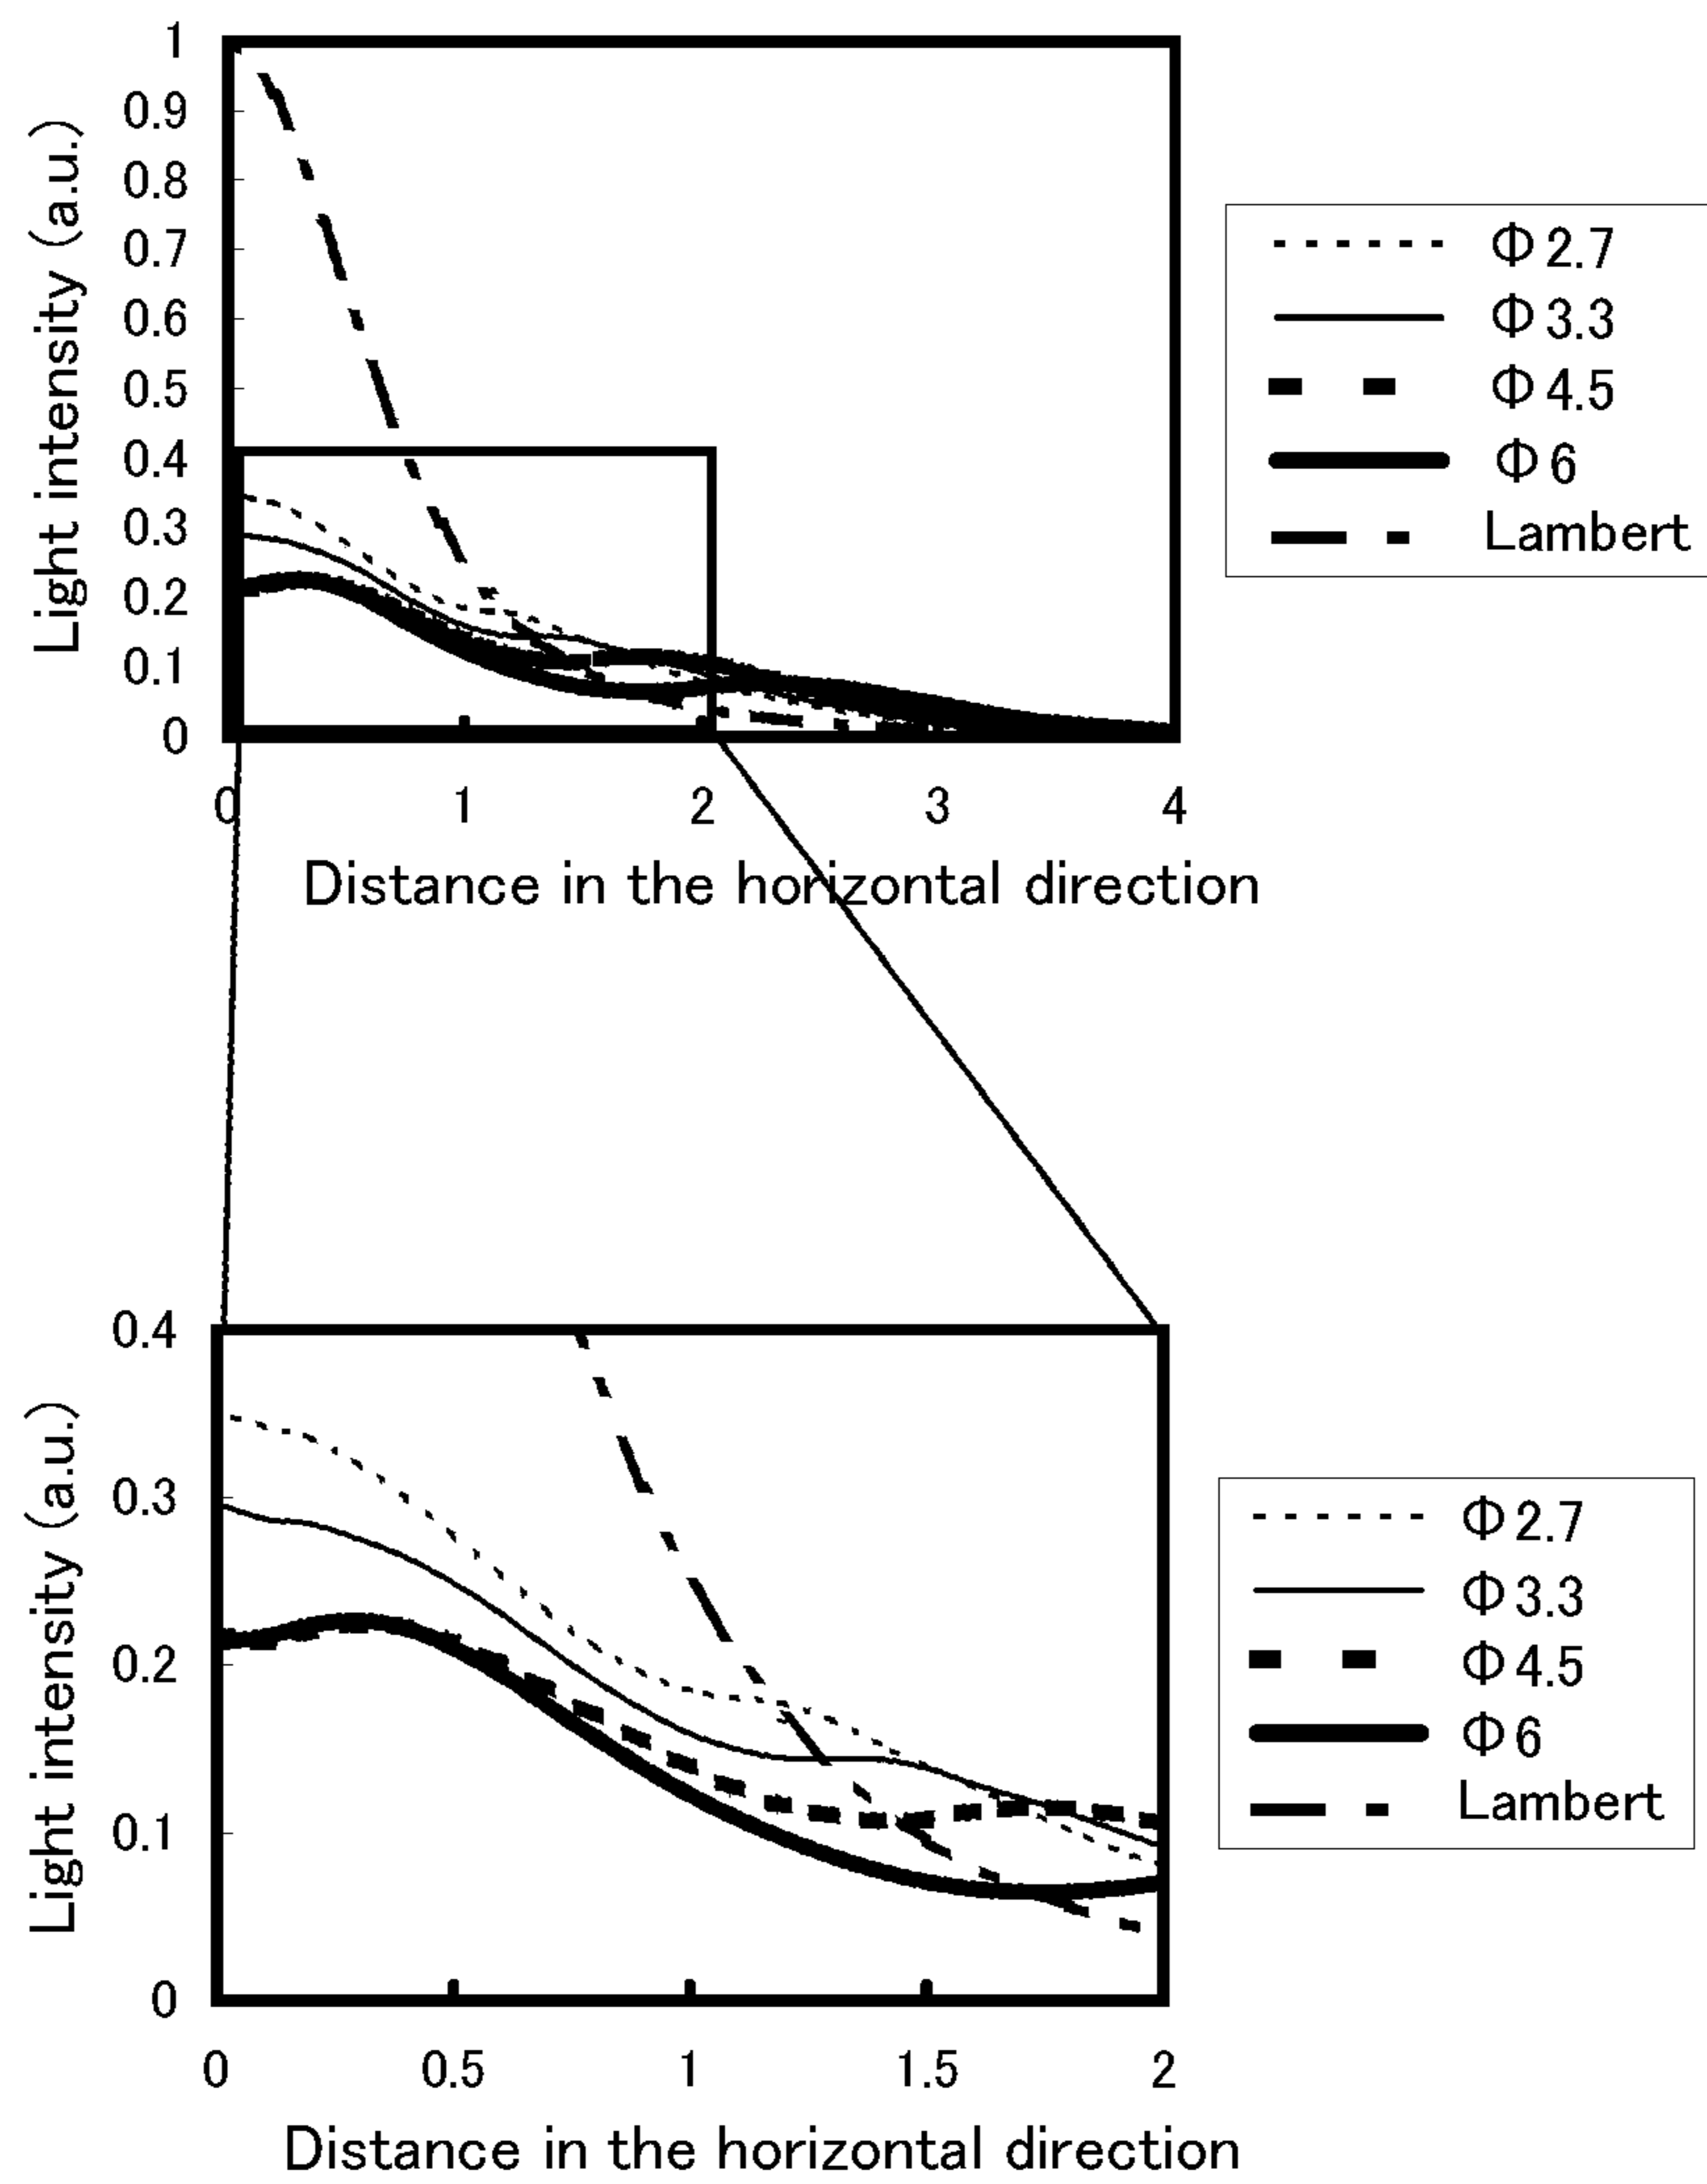 Light intensity (a.u.)
1
0.9
0.8
0.7
0.6
0.5
0.4
0.3
0.2
0.1
0
0 1 2 3 4
Distance in the horizontal direction
Φ2.7
Φ3.3
Φ4.5
Φ6
Lambert
Light intensity (a.u.)
0.4
0.3
0.2
0.1
0
0 0.5 1 1.5 2
Distance in the horizontal direction
Φ2.7
Φ3.3
Φ4.5
Φ6
Lambert